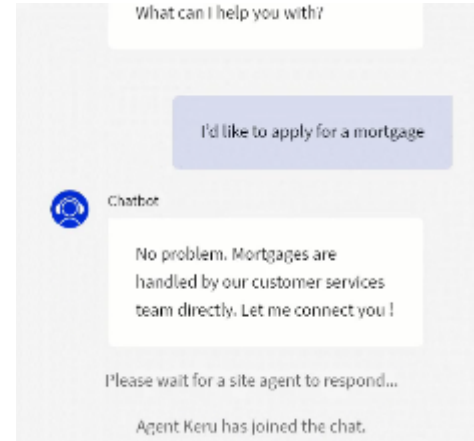 What can I help you with?
I'd like to apply for a mortgage
Chatbot
No problem. Mortgages are
handled by our customer services
team directly. Let me connect you !
Please wait for a site agent to respond...
Agent Keru has joined the chat.